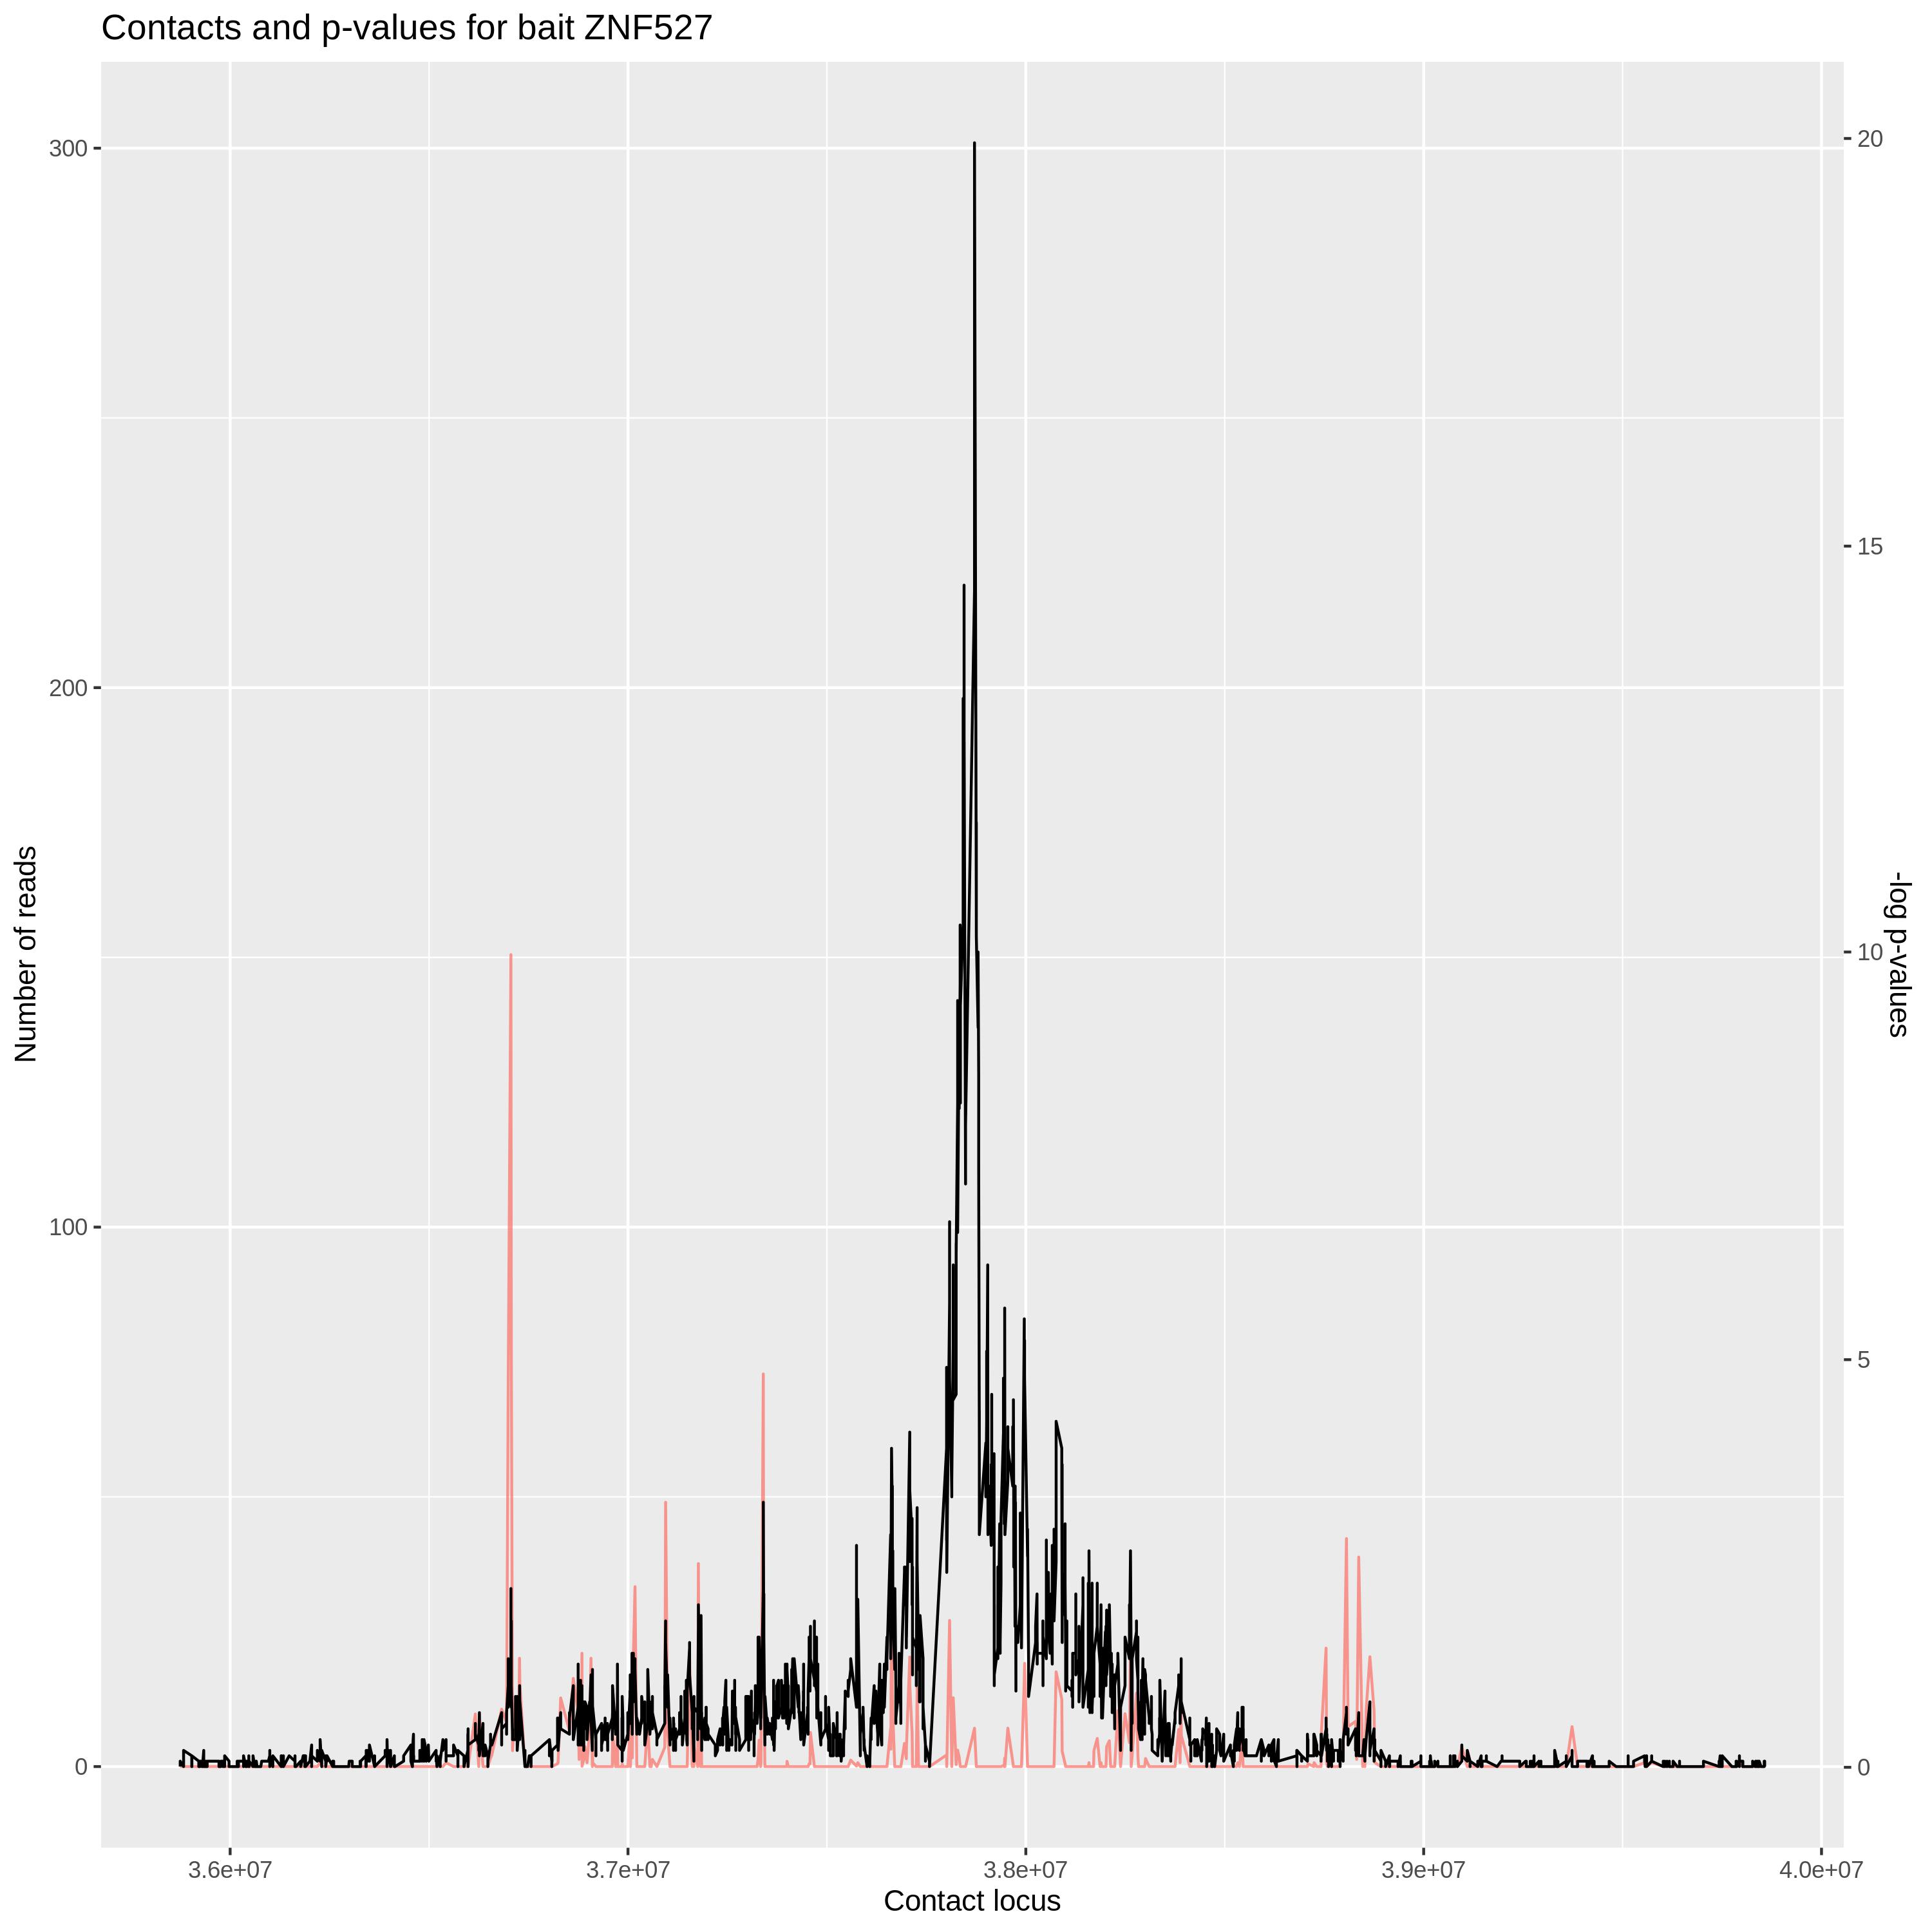 Contacts and p-values for bait ZNF527
300
200
100
0
Number of reads
20
15
10
5
0
-log p-values
3.6e+07
3.7e+07
3.8e+07
3.9e+07
4.0e+07
Contact locus